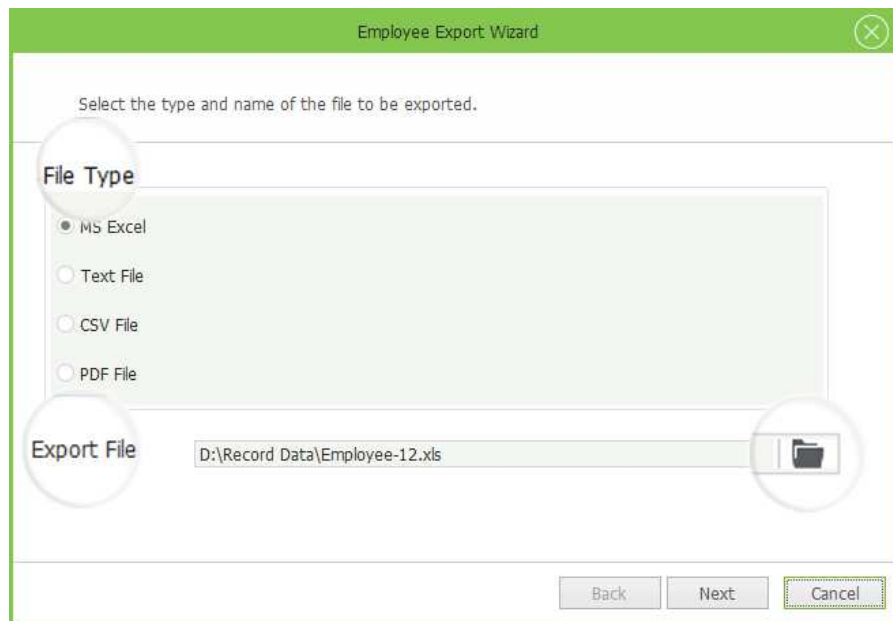 Employee Export Wizard
Select the type and name of the file to be exported.
File Type
MS Excel
Text File
CSV File
PDF File
Export File
D:\Record Data\Employee-12.xls
Back Next Cancel